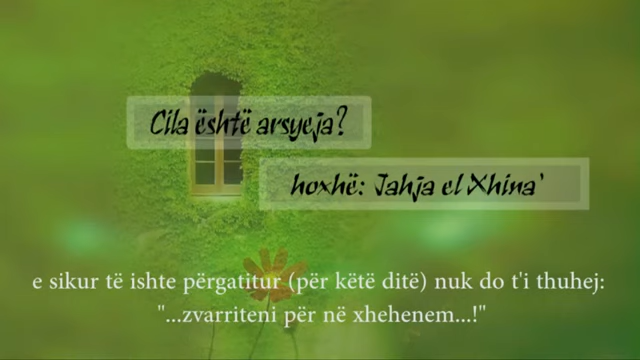 Cila është arsyeja?
hoxhë: Jahja el Xhina'
e sikur të ishte përgatitur (për këtë ditë) nuk do t'i thuhej:
"...zvarriteni për në xhehenem...!"